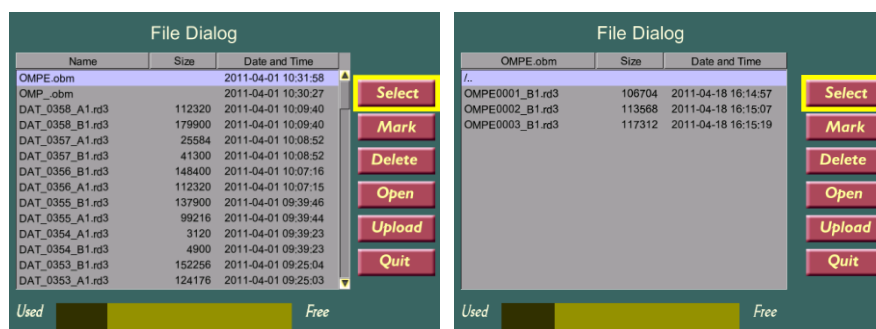 File Dialog
Name Size Date and Time
OMPE.obm 2011-04-01 10:31:58
OMP_.obm 2011-04-01 10:30:27
DAT_0358_A1.rd3 112320 2011-04-01 10:09:40
DAT_0358_B1.rd3 179900 2011-04-01 10:09:40
DAT_0357_A1.rd3 25584 2011-04-01 10:08:52
DAT_0357_B1.rd3 41300 2011-04-01 10:08:52
DAT_0356_B1.rd3 148400 2011-04-01 10:07:16
DAT_0356_A1.rd3 112320 2011-04-01 10:07:15
DAT_0355_B1.rd3 137900 2011-04-01 09:39:46
DAT_0355_A1.rd3 99216 2011-04-01 09:39:44
DAT_0354_A1.rd3 3120 2011-04-01 09:39:23
DAT_0354_B1.rd3 4900 2011-04-01 09:39:23
DAT_0353_B1.rd3 152256 2011-04-01 09:25:04
DAT_0353_A1.rd3 124176 2011-04-01 09:25:03
Select
Mark
Delete
Open
Upload
Quit
Used Free
File Dialog
OMPE.obm Size Date and Time
/..
OMPE0001_B1.rd3 106704 2011-04-18 16:14:57
OMPE0002_B1.rd3 113568 2011-04-18 16:15:07
OMPE0003_B1.rd3 117312 2011-04-18 16:15:19
Select
Mark
Delete
Open
Upload
Quit
Used Free